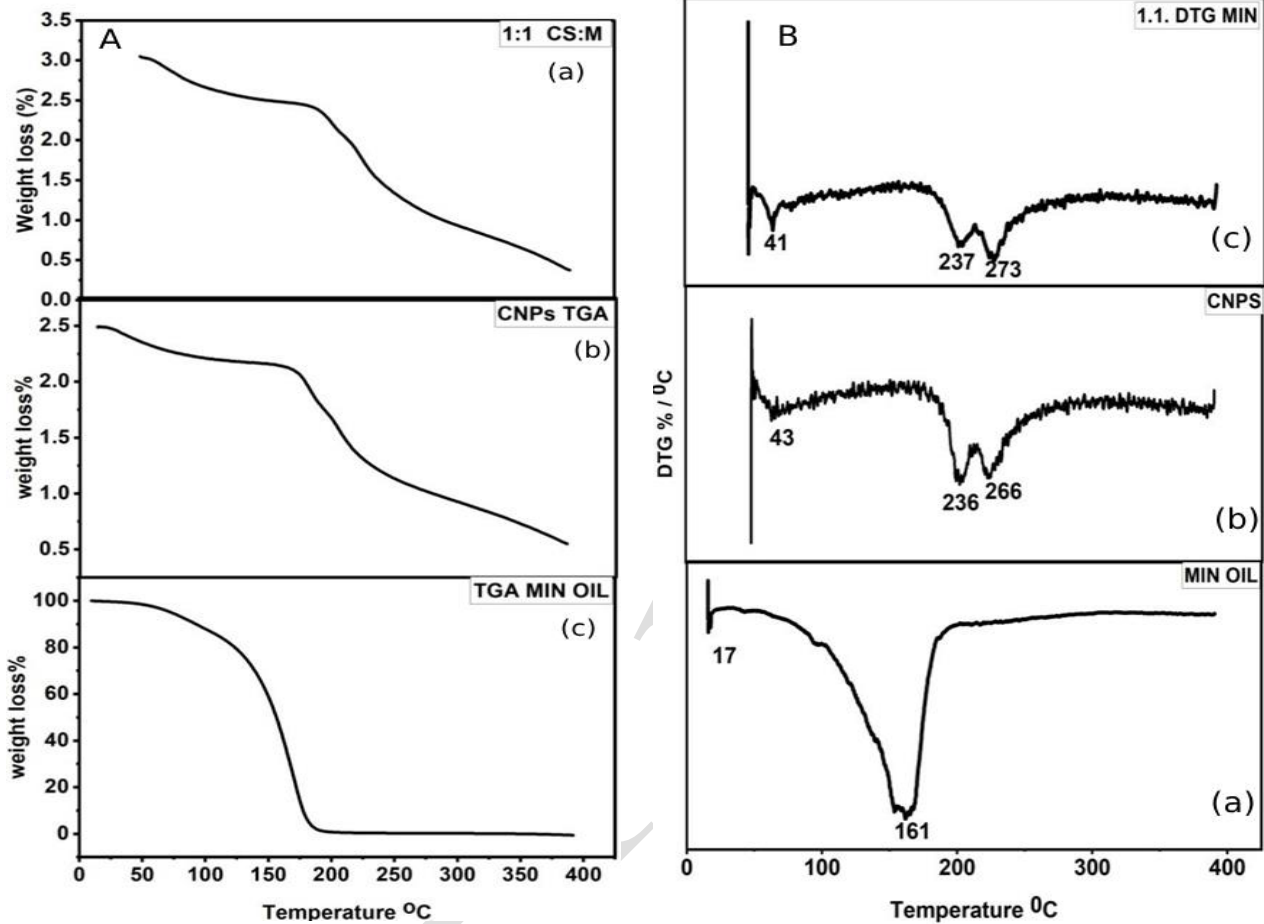 A
1:1 CS:M
(a)
Weight loss (%)
3.5
3.0
2.5
2.0
1.5
1.0
0.5
0.0
CNPs TGA
(b)
weight loss%
2.5
2.0
1.5
1.0
0.5
TGA MIN OIL
(c)
weight loss%
100
80
60
40
20
0
0 50 100 150 200 250 300 350 400
Temperature ⁰C
B
1.1. DTG MIN
41
237
273
(c)
CNPS
43
236
266
(b)
DTG % / ⁰C
MIN OIL
17
161
(a)
0 100 200 300 400
Temperature ⁰C